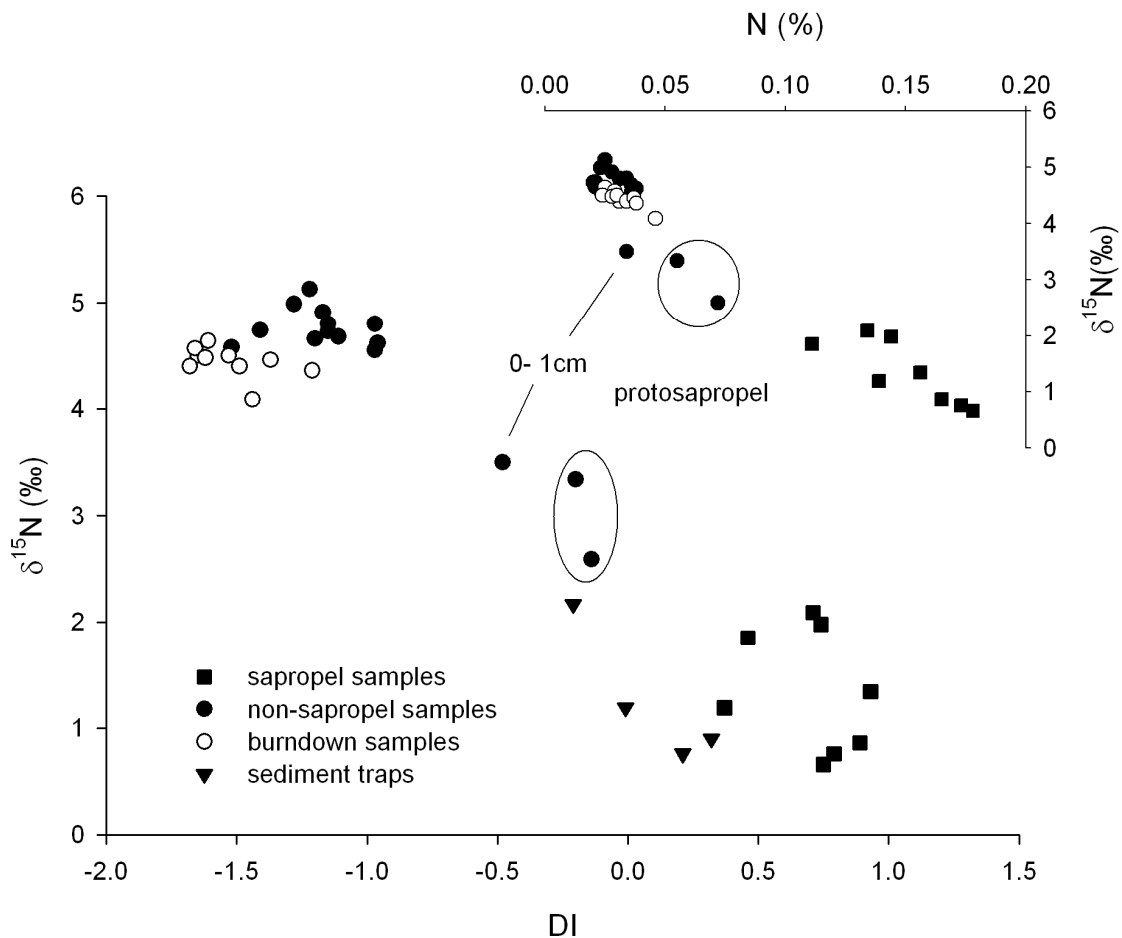 N (%)
0.00 0.05 0.10 0.15 0.20
6
5
4
3
2
1
0
δ15N(‰)
6
5
4
3
2
1
0
δ15N (‰)
0- 1cm
protosapropel
sapropel samples
non-sapropel samples
burndown samples
sediment traps
-2.0 -1.5 -1.0 -0.5 0.0 0.5 1.0 1.5
DI